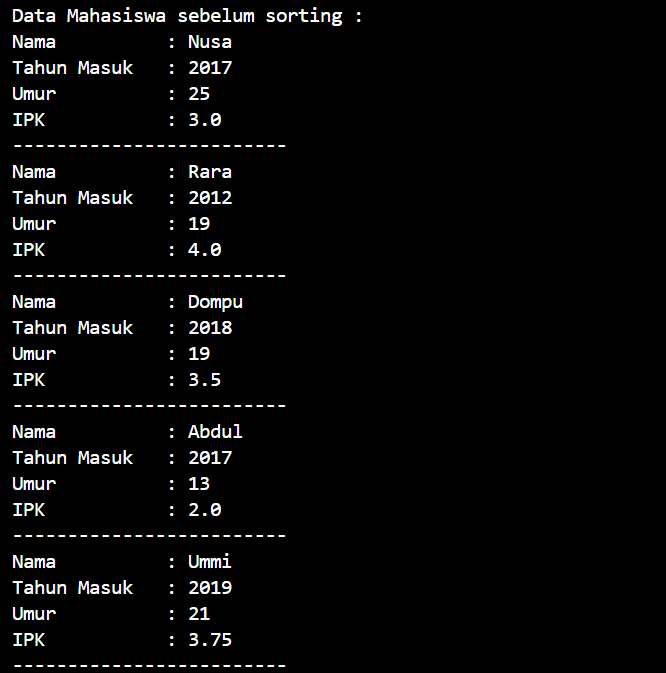 Data Mahasiswa sebelum sorting :
Nama          : Nusa
Tahun Masuk   : 2017
Umur          : 25
IPK           : 3.0
-------------------------
Nama          : Rara
Tahun Masuk   : 2012
Umur          : 19
IPK           : 4.0
-------------------------
Nama          : Dompu
Tahun Masuk   : 2018
Umur          : 19
IPK           : 3.5
-------------------------
Nama          : Abdul
Tahun Masuk   : 2017
Umur          : 13
IPK           : 2.0
-------------------------
Nama          : Ummi
Tahun Masuk   : 2019
Umur          : 21
IPK           : 3.75
-------------------------